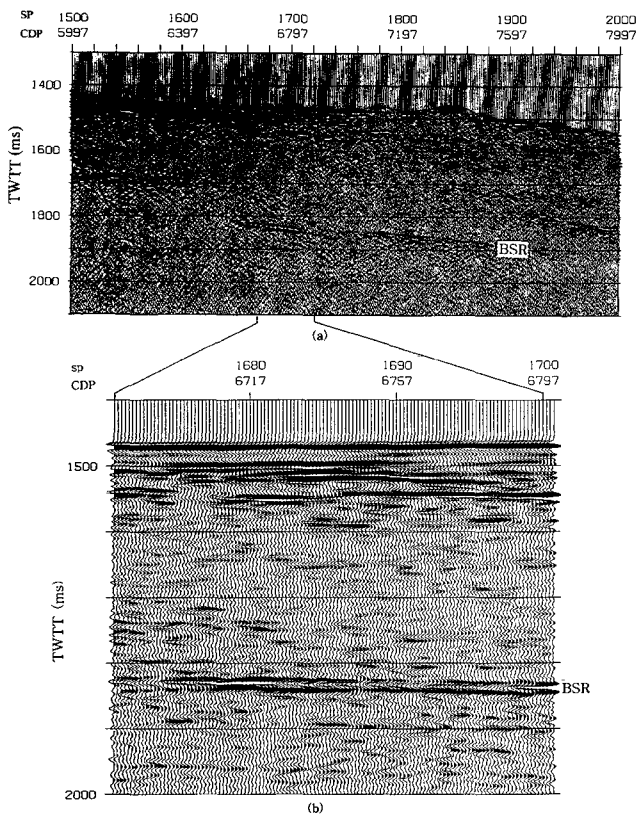 SP 1500 1600 1700 1800 1900 2000
CDP 5997 6397 6797 7197 7597 7997
1400
1600
1800
2000
TWTT (ms)
BSR
(a)
SP 1680 1690 1700
CDP 6717 6757 6797
1500
TWTT (ms)
BSR
2000
(b)